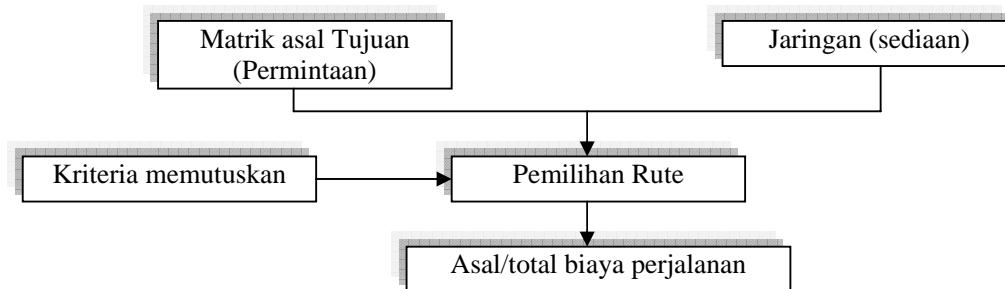 Matrik asal Tujuan
(Permintaan)
Jaringan (sediaan)
Kriteria memutuskan
Pemilihan Rute
Asal/total biaya perjalanan